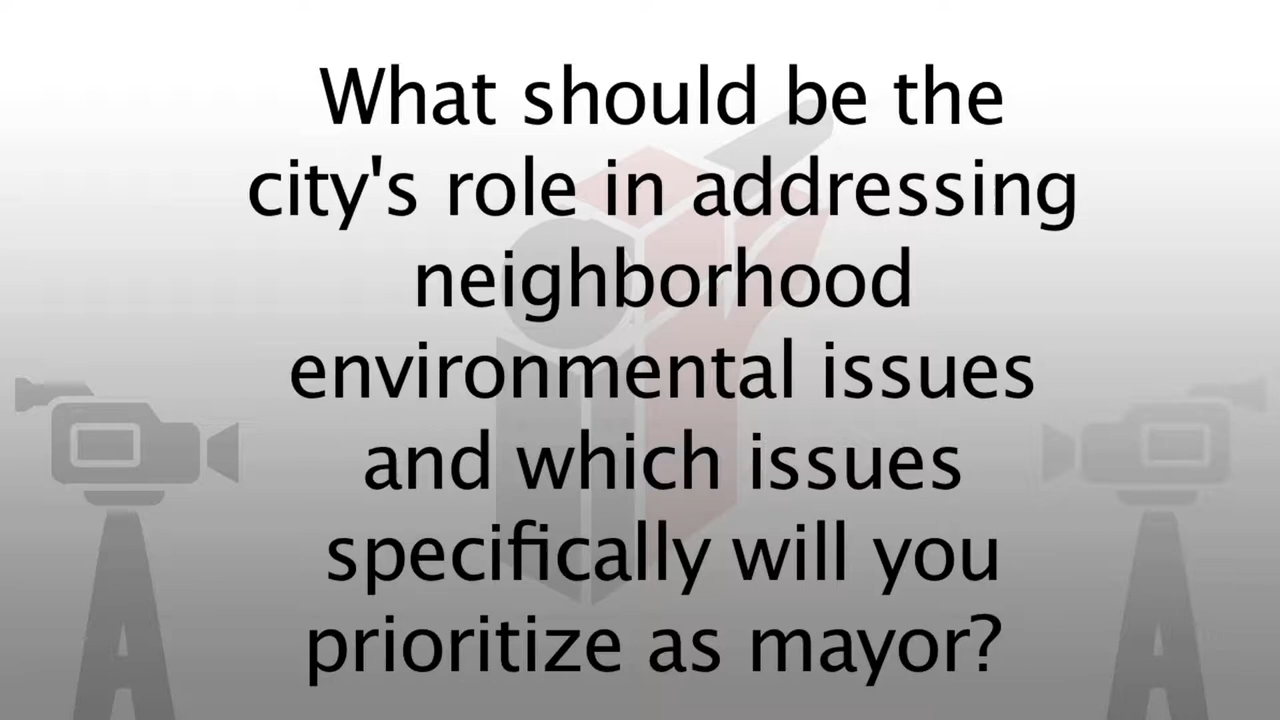 What should be the
city's role in addressing
neighborhood
environmental issues
and which issues
specifically will you
prioritize as mayor?